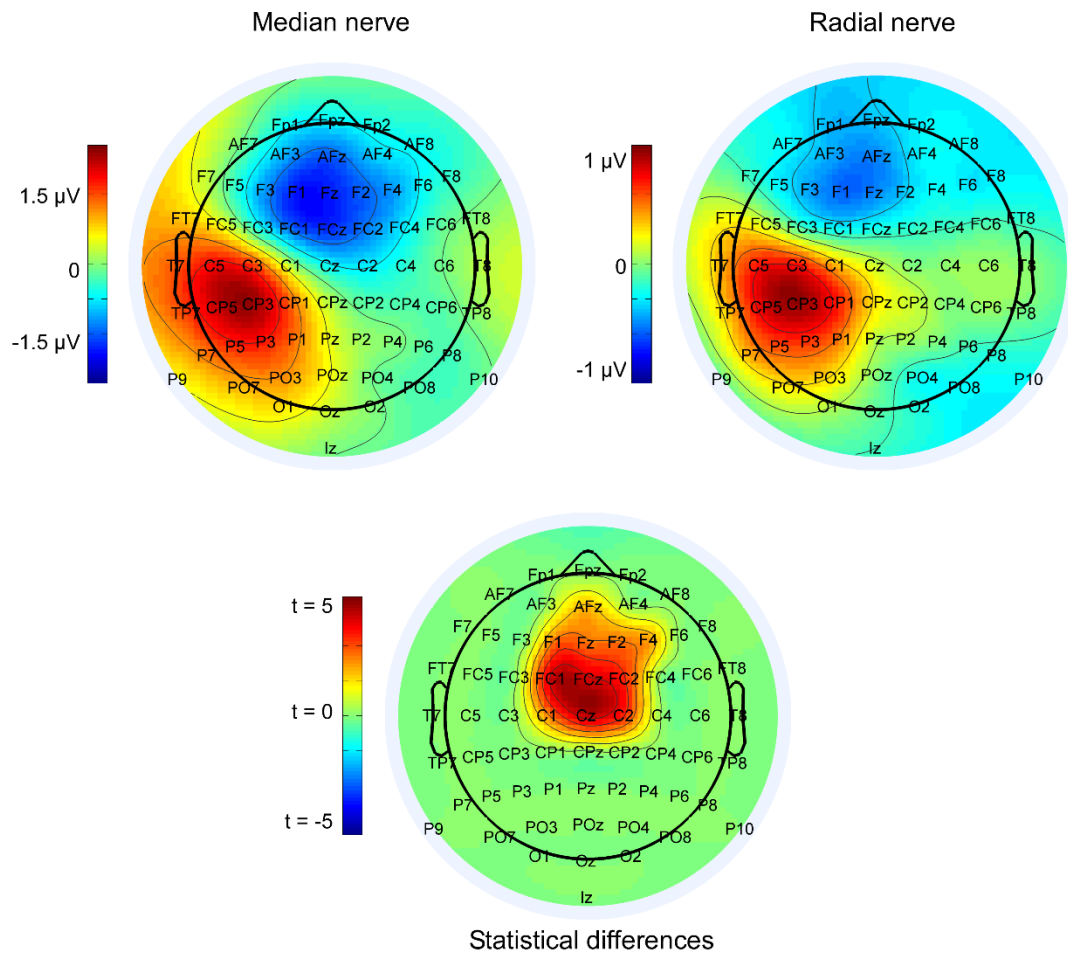 Median nerve
Radial nerve
1.5 µV
0
-1.5 µV
Fp1 Fpz Fp2
AF7 AF3 AFz AF4 AF8
F7 F5 F3 F1 Fz F2 F4 F6 F8
FT7 FC5 FC3 FC1 FCz FC2 FC4 FC6 FT8
T7 C5 C3 C1 Cz C2 C4 C6 T8
TP7 CP5 CP3 CP1 CPz CP2 CP4 CP6 TP8
P9 P7 P5 P3 P1 Pz P2 P4 P6 P8 P10
PO7 PO3 POz PO4 PO8
O1 Oz O2
Iz
1 µV
0
-1 µV
Fp1 Fpz Fp2
AF7 AF3 AFz AF4 AF8
F7 F5 F3 F1 Fz F2 F4 F6 F8
FT7 FC5 FC3 FC1 FCz FC2 FC4 FC6 FT8
T7 C5 C3 C1 Cz C2 C4 C6 T8
TP7 CP5 CP3 CP1 CPz CP2 CP4 CP6 TP8
P9 P7 P5 P3 P1 Pz P2 P4 P6 P8 P10
PO7 PO3 POz PO4 PO8
O1 Oz O2
Iz
t = 5
t = 0
t = -5
Fp1 Fpz Fp2
AF7 AF3 AFz AF4 AF8
F7 F5 F3 F1 Fz F2 F4 F6 F8
FT7 FC5 FC3 FC1 FCz FC2 FC4 FC6 FT8
T7 C5 C3 C1 Cz C2 C4 C6 T8
TP7 CP5 CP3 CP1 CPz CP2 CP4 CP6 TP8
P9 P7 P5 P3 P1 Pz P2 P4 P6 P8 P10
PO7 PO3 POz PO4 PO8
O1 Oz O2
Iz
Statistical differences